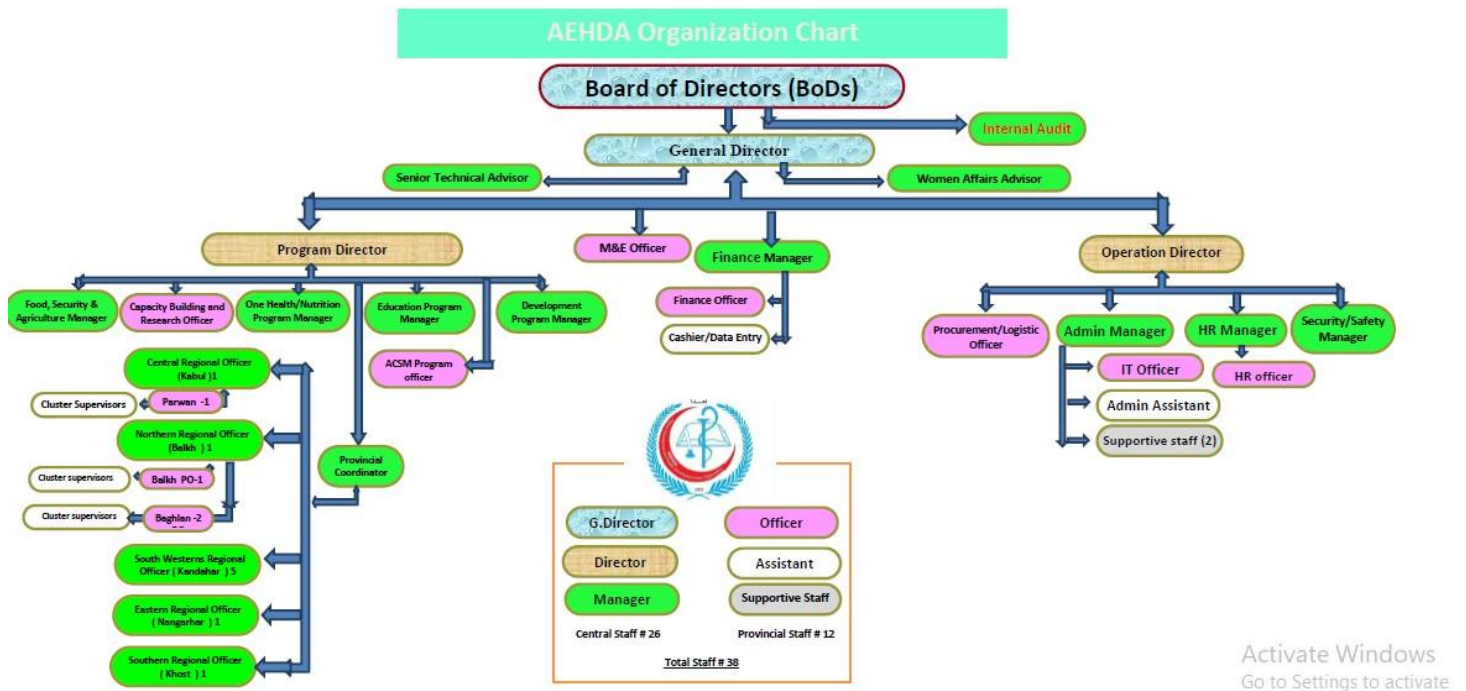 AEHDA Organization Chart
Board of Directors (BoDs)
Internal Audit
General Director
Senior Technical Advisor
Women Affairs Advisor
Program Director
M&E Officer
Finance Manager
Operation Director
Food, Security &
Agriculture Manager
Capacity Building and
Research Officer
One Health/Nutrition
Program Manager
Education Program
Manager
Development
Program Manager
Finance Officer
Cashier/Data Entry
Procurement/Logistic
Officer
Admin Manager
HR Manager
Security/Safety
Manager
Central Regional Officer
(Kabul )1
ACSM Program
officer
IT Officer
HR officer
Cluster Supervisors
Parwan -1
Admin Assistant
Northern Regional Officer
(Balkh ) 1
Supportive staff (2)
Provincial
Coordinator
Cluster supervisors
Balkh PO-1
Cluster supervisors
Baghlan -2
South Westerns Regional
Officer ( Kandahar ) 5
Eastern Regional Officer
( Nangarhar ) 1
Southern Regional Officer
( Khost ) 1
G.Director
Officer
Director
Assistant
Manager
Supportive Staff
Central Staff # 26
Provincial Staff # 12
Total Staff # 38
Activate Windows
Go to Settings to activate